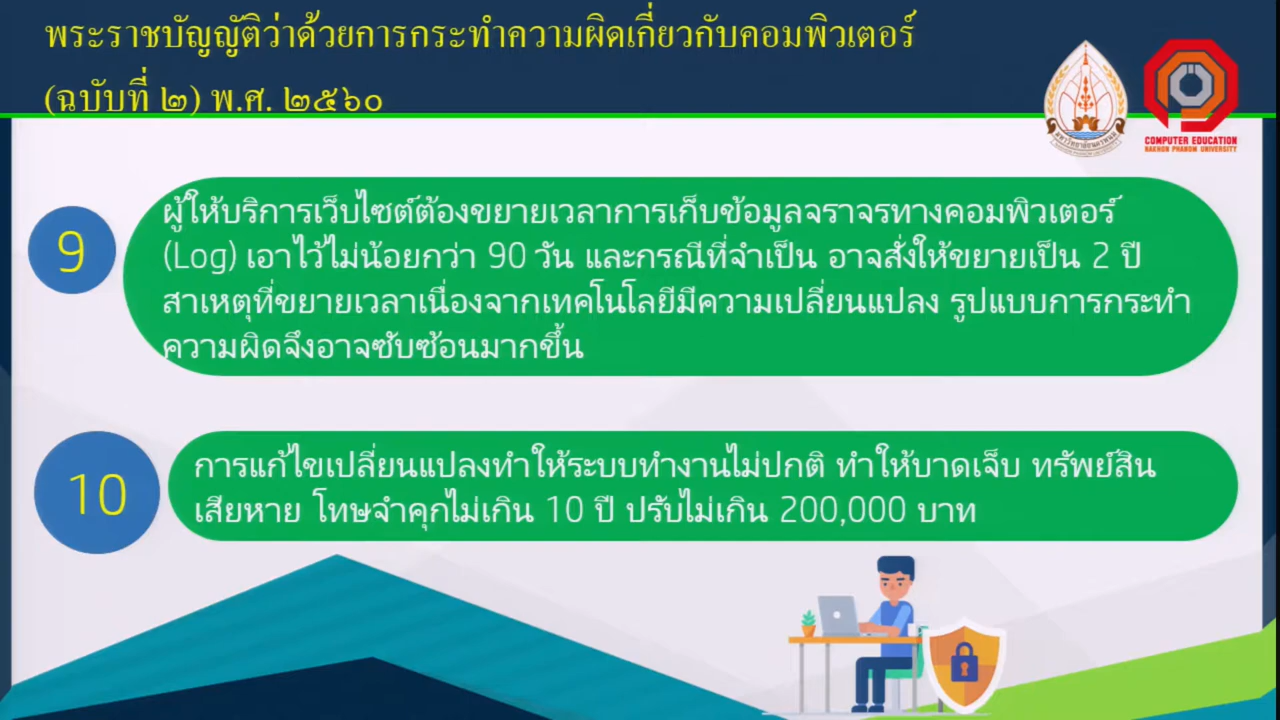 พระราชบัญญัติว่าด้วยการกระทำความผิดเกี่ยวกับคอมพิวเตอร์
(ฉบับที่ ๒) พ.ศ. ๒๕๖๐
COMPUTER EDUCATION
NAKHON PHANOM UNIVERSITY
9
ผู้ให้บริการเว็บไซต์ต้องขยายเวลาการเก็บข้อมูลจราจรทางคอมพิวเตอร์
(Log) เอาไว้ไม่น้อยกว่า 90 วัน และกรณีที่จำเป็น อาจสั่งให้ขยายเป็น 2 ปี
สาเหตุที่ขยายเวลาเนื่องจากเทคโนโลยีมีความเปลี่ยนแปลง รูปแบบการกระทำ
ความผิดจึงอาจซับซ้อนมากขึ้น
10
การแก้ไขเปลี่ยนแปลงทำให้ระบบทำงานไม่ปกติ ทำให้บาดเจ็บ ทรัพย์สิน
เสียหาย โทษจำคุกไม่เกิน 10 ปี ปรับไม่เกิน 200,000 บาท